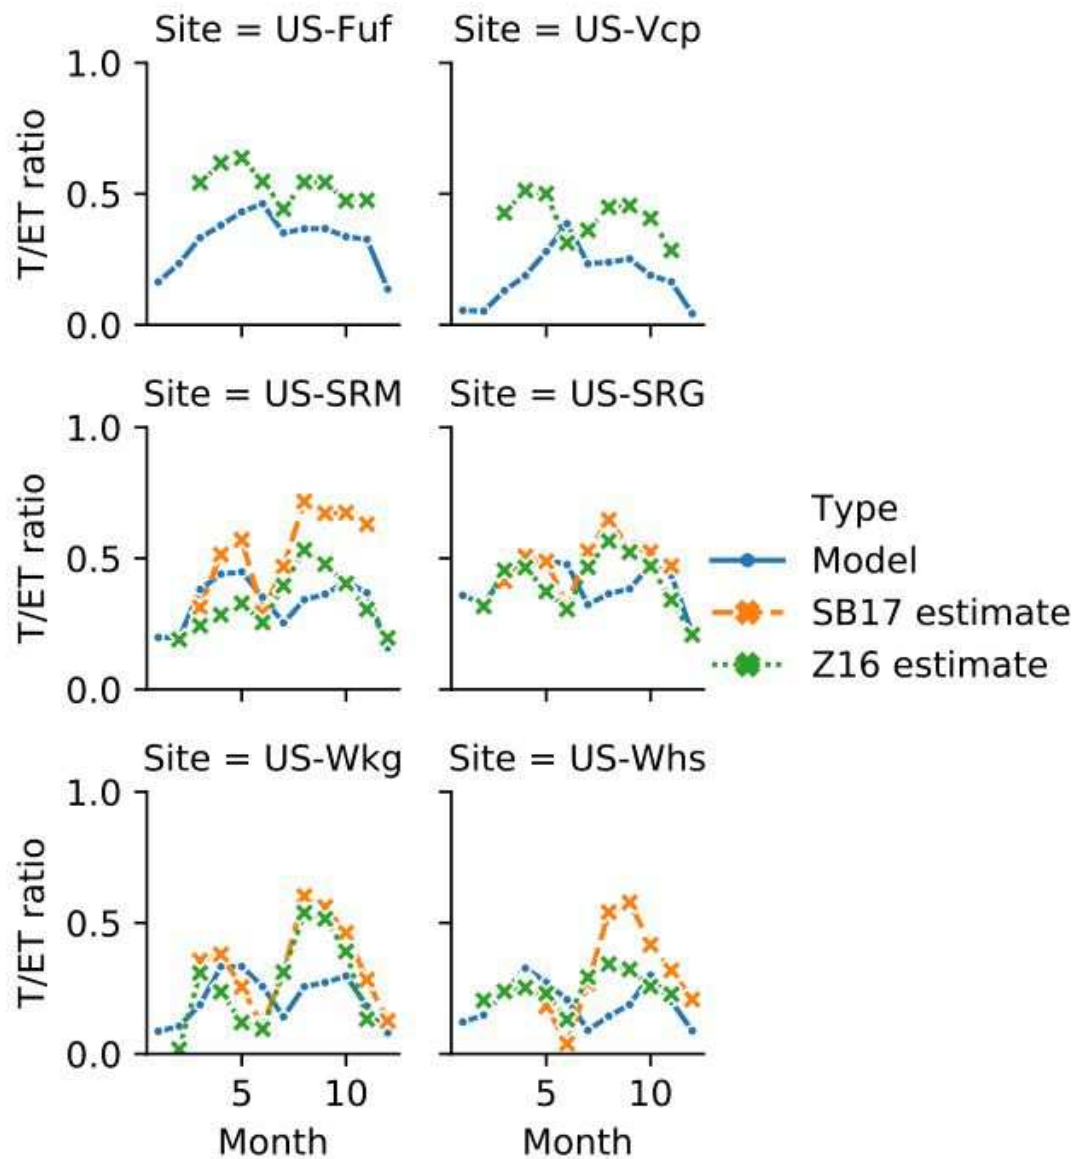 Site = US-Fuf
Site = US-Vcp
1.0
0.5
0.0
T/ET ratio
Site = US-SRM
Site = US-SRG
1.0
0.5
0.0
T/ET ratio
Type
Model
SB17 estimate
Z16 estimate
Site = US-Wkg
Site = US-Whs
1.0
0.5
0.0
T/ET ratio
5 10
5 10
Month
Month